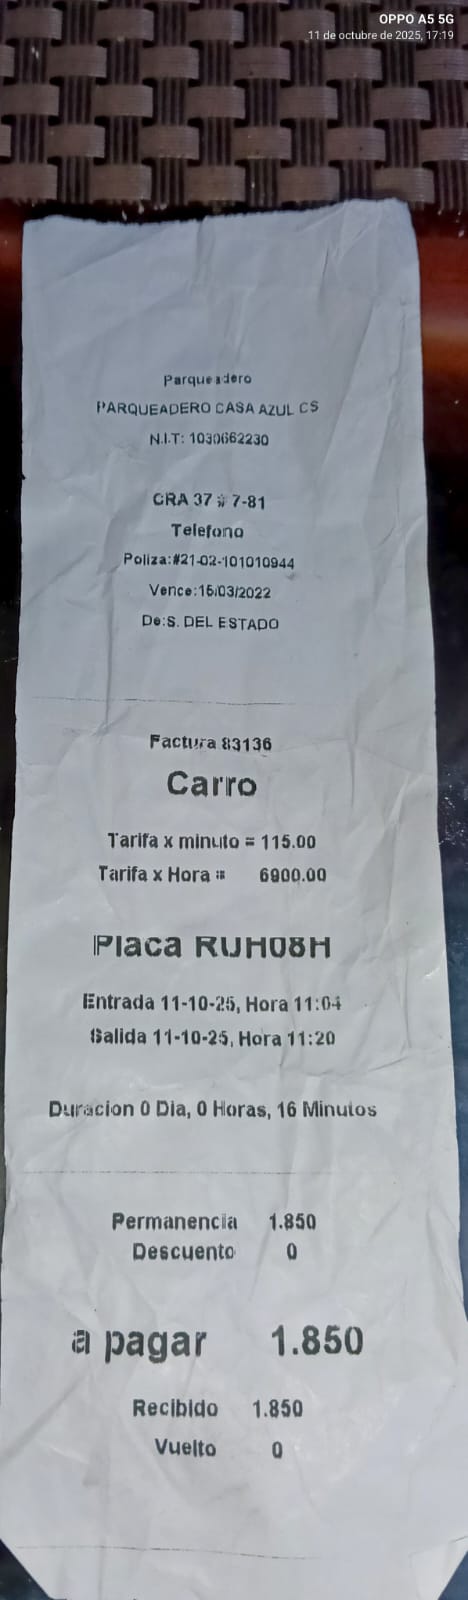 OPPO A5 5G
11 de octubre de 2025, 17:19
Parqueadero
PARQUEADERO CASA AZUL CS
N.I.T: 1030662230
CRA 37 # 7-81
Telefono
Poliza:#21-02-101010944
Vence:15/03/2022
De:S. DEL ESTADO
Factura 83136
Carro
Tarifa x minuto = 115.00
Tarifa x Hora = 6900.00
Placa RUH08H
Entrada 11-10-25, Hora 11:04
Salida 11-10-25, Hora 11:20
Duracion 0 Dia, 0 Horas, 16 Minutos
Permanencia 1.850
Descuento 0
a pagar 1.850
Recibido 1.850
Vuelto 0